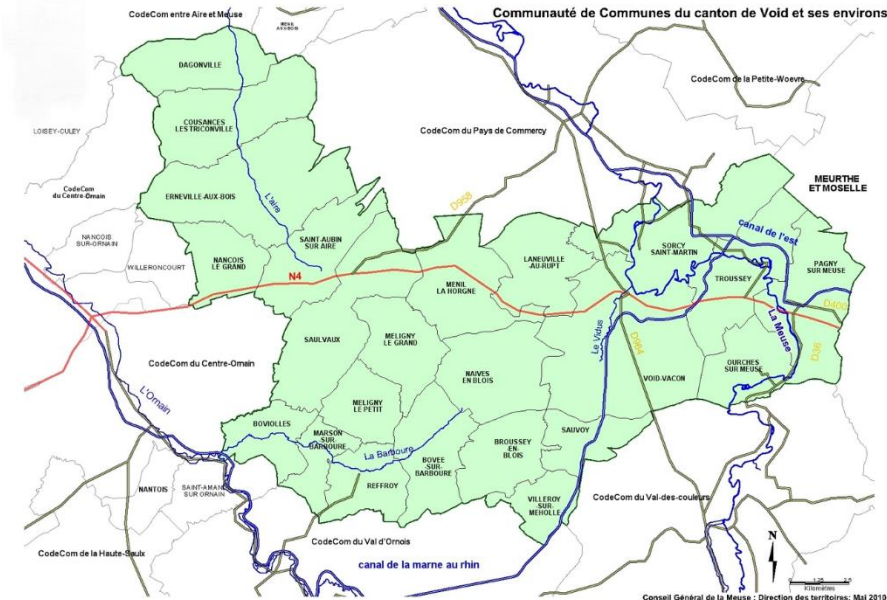 Communauté de Communes du canton de Void et ses environs
CodeCom entre Aire et Meuse
DAGONVILLE
CodeCom de la Petite-Woevre
COUSANCES
LES TRICONVILLE
LOISEY-CULEY
CodeCom du Pays de Commercy
MEURTHE
ET MOSELLE
CodeCom
du Centre-Ornain
ERNEVILLE-AUX-BOIS
L'aire
D958
canal de l'est
NANCOIS
SUR-ORNAIN
WILLERONCOURT
NANCOIS
LE GRAND
SAINT-AUBIN
SUR AIRE
LANEUVILLE
-AU-RUPT
SORCY
SAINT-MARTIN
TROUSSEY
PAGNY
SUR MEUSE
N4
MENIL
LA HORGNE
D400
La Meuse
SAULVAUX
MELIGNY
LE GRAND
Le Vidus
D964
D36
CodeCom du Centre-Ornain
NAIVES
EN BLOIS
VOID-VACON
OURCHES
SUR MEUSE
L'Ornain
MELIGNY
LE PETIT
BOVIOLLES
MARSON
SUR
BARBOURE
La Barboure
BOVEE
-SUR-
BARBOURE
BROUSSEY
-EN-
BLOIS
SAUVOY
REFFROY
NANTOIS
SAINT-AMAND
SUR ORNAIN
VILLEROY
-SUR-
MEHOLLE
CodeCom du Val-des-couleurs
CodeCom de la Haute-Saulx
CodeCom du Val d'Ornois
canal de la marne au rhin
N
0 1.25 2.5
Kilomètres
Conseil Général de la Meuse : Direction des territoires: Mai 2010